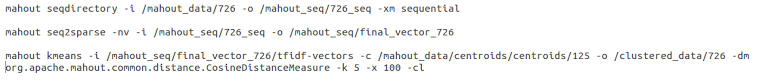 mahout seqdirectory -i /mahout_data/726 -o /mahout_seq/726_seq -xm sequential
mahout seq2sparse -nv -i /mahout_seq/726_seq -o /mahout_seq/final_vector_726
mahout kmeans -i /mahout_seq/final_vector_726/tfidf-vectors -c /mahout_data/centroids/centroids/125 -o /clustered_data/726 -dm
org.apache.mahout.common.distance.CosineDistanceMeasure -k 5 -x 100 -cl